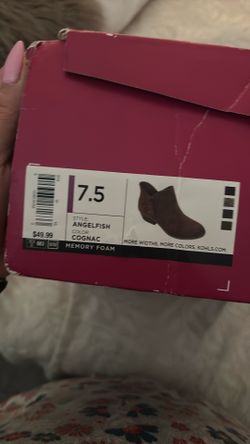 7.5
STYLE
ANGELFISH
COLOR
COGNAC
$49.99
MORE WIDTHS, MORE COLORS, KOHLS.COM
MEMORY FOAM